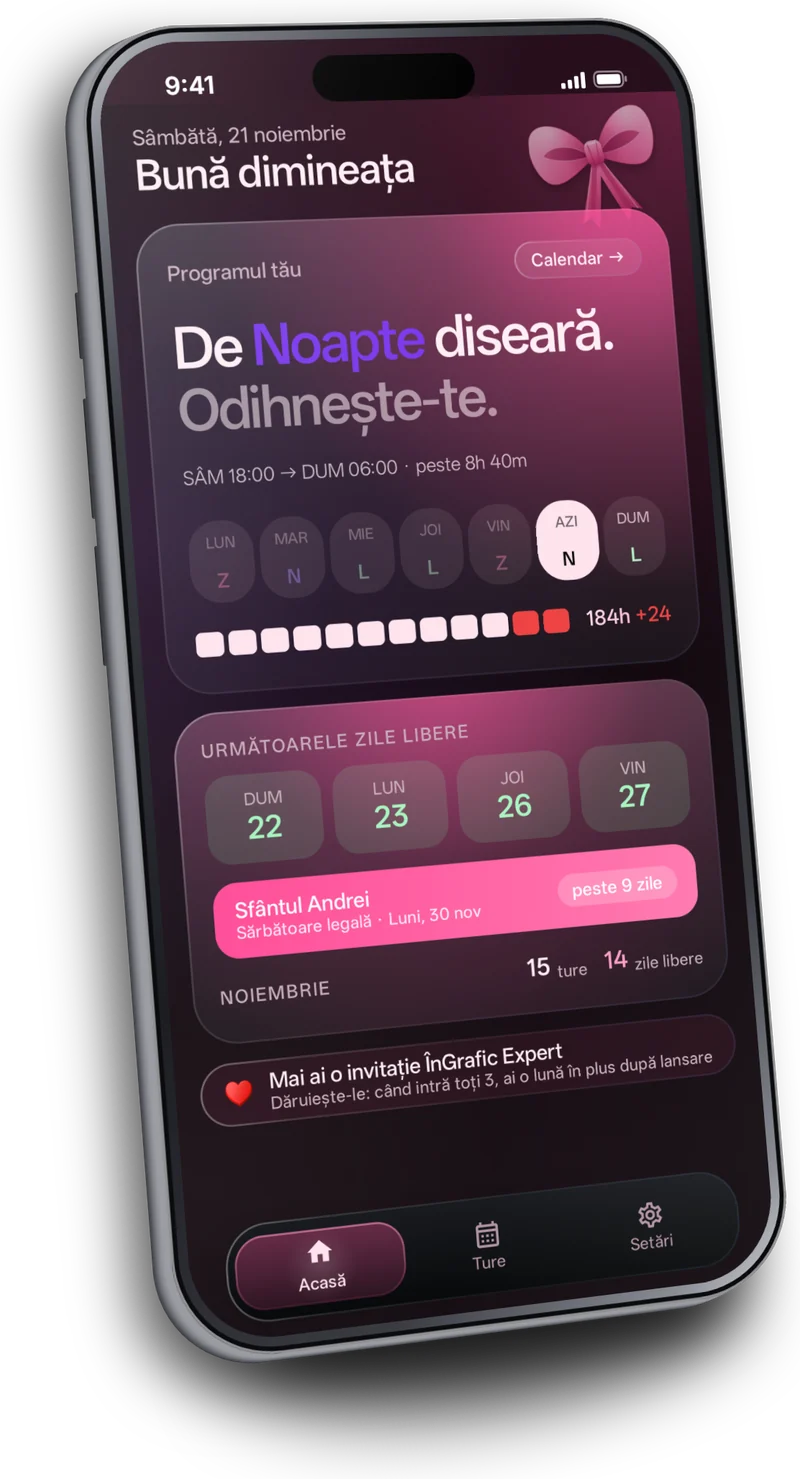 9:41
Sâmbătă, 21 noiembrie
Bună dimineața
Programul tău
Calendar →
De Noapte diseară.
Odihnește-te.
SÂM 18:00 → DUM 06:00 · peste 8h 40m
LUN MAR MIE JOI VIN AZI DUM
Z N L L Z N L
184h +24
URMĂTOARELE ZILE LIBERE
DUM LUN JOI VIN
22 23 26 27
Sfântul Andrei
Sărbătoare legală · Luni, 30 nov
peste 9 zile
NOIEMBRIE
15 ture 14 zile libere
Mai ai o invitație ÎnGrafic Expert
Dăruiește-le: când intră toți 3, ai o lună în plus după lansare
Acasă Ture Setări